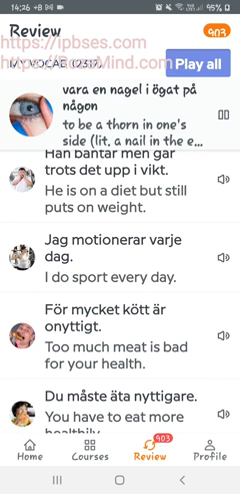 14:26
95%
Review
903
https://ipbses.com
MY VOCAB (2317)
Play all
vara en nagel i ögat på
någon
to be a thorn in one's
side (lit, a nail in the e...
Han bantar men går
trots det upp i vikt.
He is on a diet but still
puts on weight.
Jag motionerar varje
dag.
I do sport every day.
För mycket kött är
onyttigt.
Too much meat is bad
for your health.
Du måste äta nyttigare.
You have to eat more
healthily.
903
Home
Courses
Review
Profile